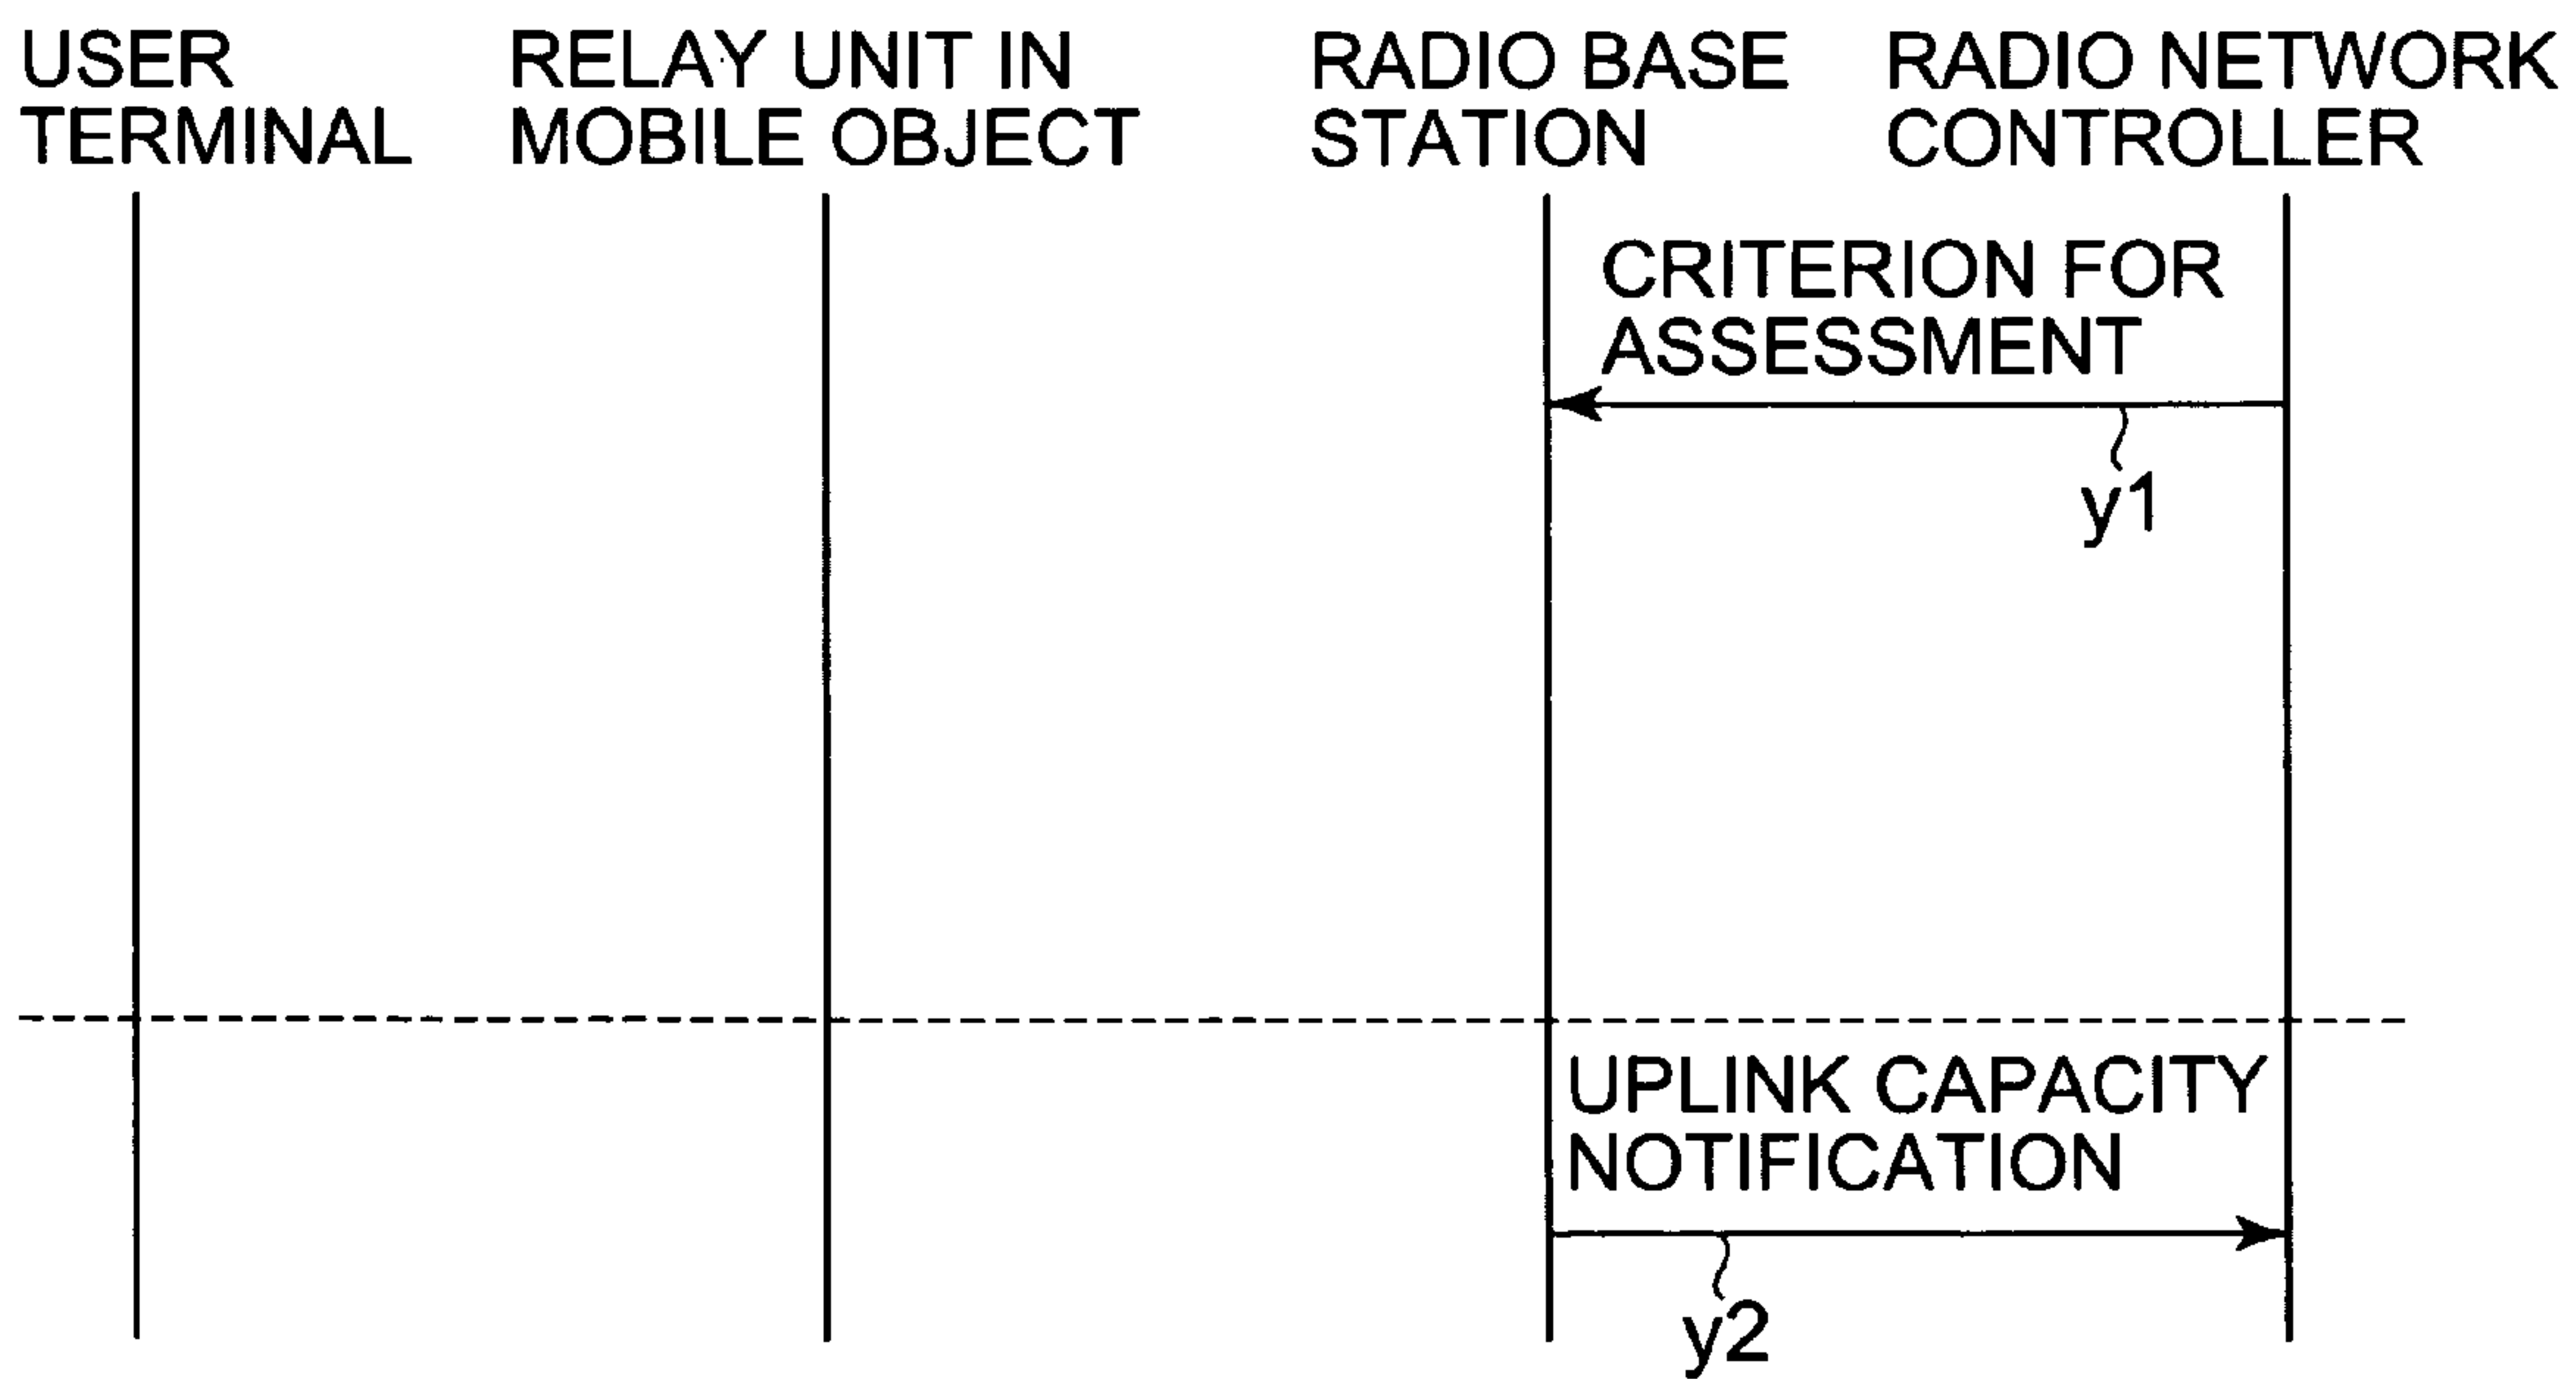 USER
TERMINAL
RELAY UNIT IN
MOBILE OBJECT
RADIO BASE
STATION
RADIO NETWORK
CONTROLLER
CRITERION FOR
ASSESSMENT
y1
UPLINK CAPACITY
NOTIFICATION
y2